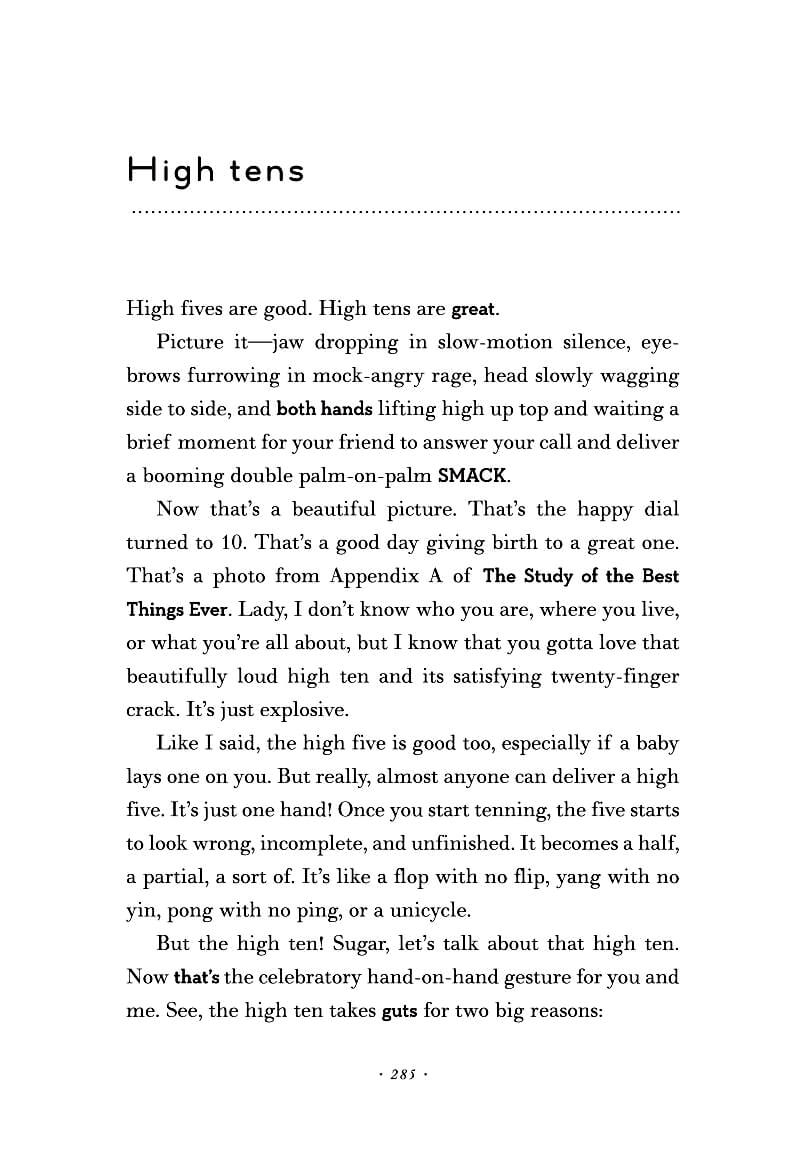 High tens
High fives are good. High tens are great.
Picture it—jaw dropping in slow-motion silence, eye-
brows furrowing in mock-angry rage, head slowly wagging
side to side, and both hands lifting high up top and waiting a
brief moment for your friend to answer your call and deliver
a booming double palm-on-palm SMACK.
Now that’s a beautiful picture. That’s the happy dial
turned to 10. That’s a good day giving birth to a great one.
That’s a photo from Appendix A of The Study of the Best
Things Ever. Lady, I don’t know who you are, where you live,
or what you’re all about, but I know that you gotta love that
beautifully loud high ten and its satisfying twenty-finger
crack. It’s just explosive.
Like I said, the high five is good too, especially if a baby
lays one on you. But really, almost anyone can deliver a high
five. It’s just one hand! Once you start tenning, the five starts
to look wrong, incomplete, and unfinished. It becomes a half,
a partial, a sort of. It’s like a flop with no flip, yang with no
yin, pong with no ping, or a unicycle.
But the high ten! Sugar, let’s talk about that high ten.
Now that’s the celebratory hand-on-hand gesture for you and
me. See, the high ten takes guts for two big reasons:
· 285 ·